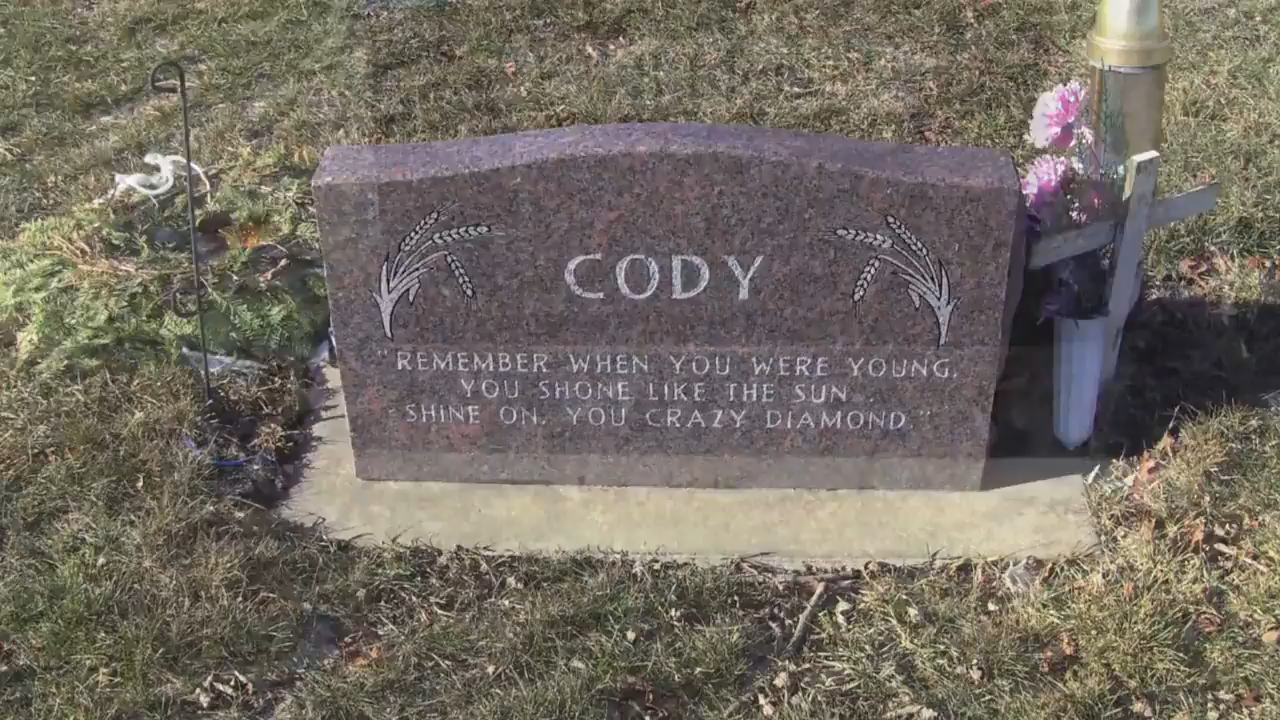 CODY
"REMEMBER WHEN YOU WERE YOUNG,
YOU SHONE LIKE THE SUN.
SHINE ON, YOU CRAZY DIAMOND."